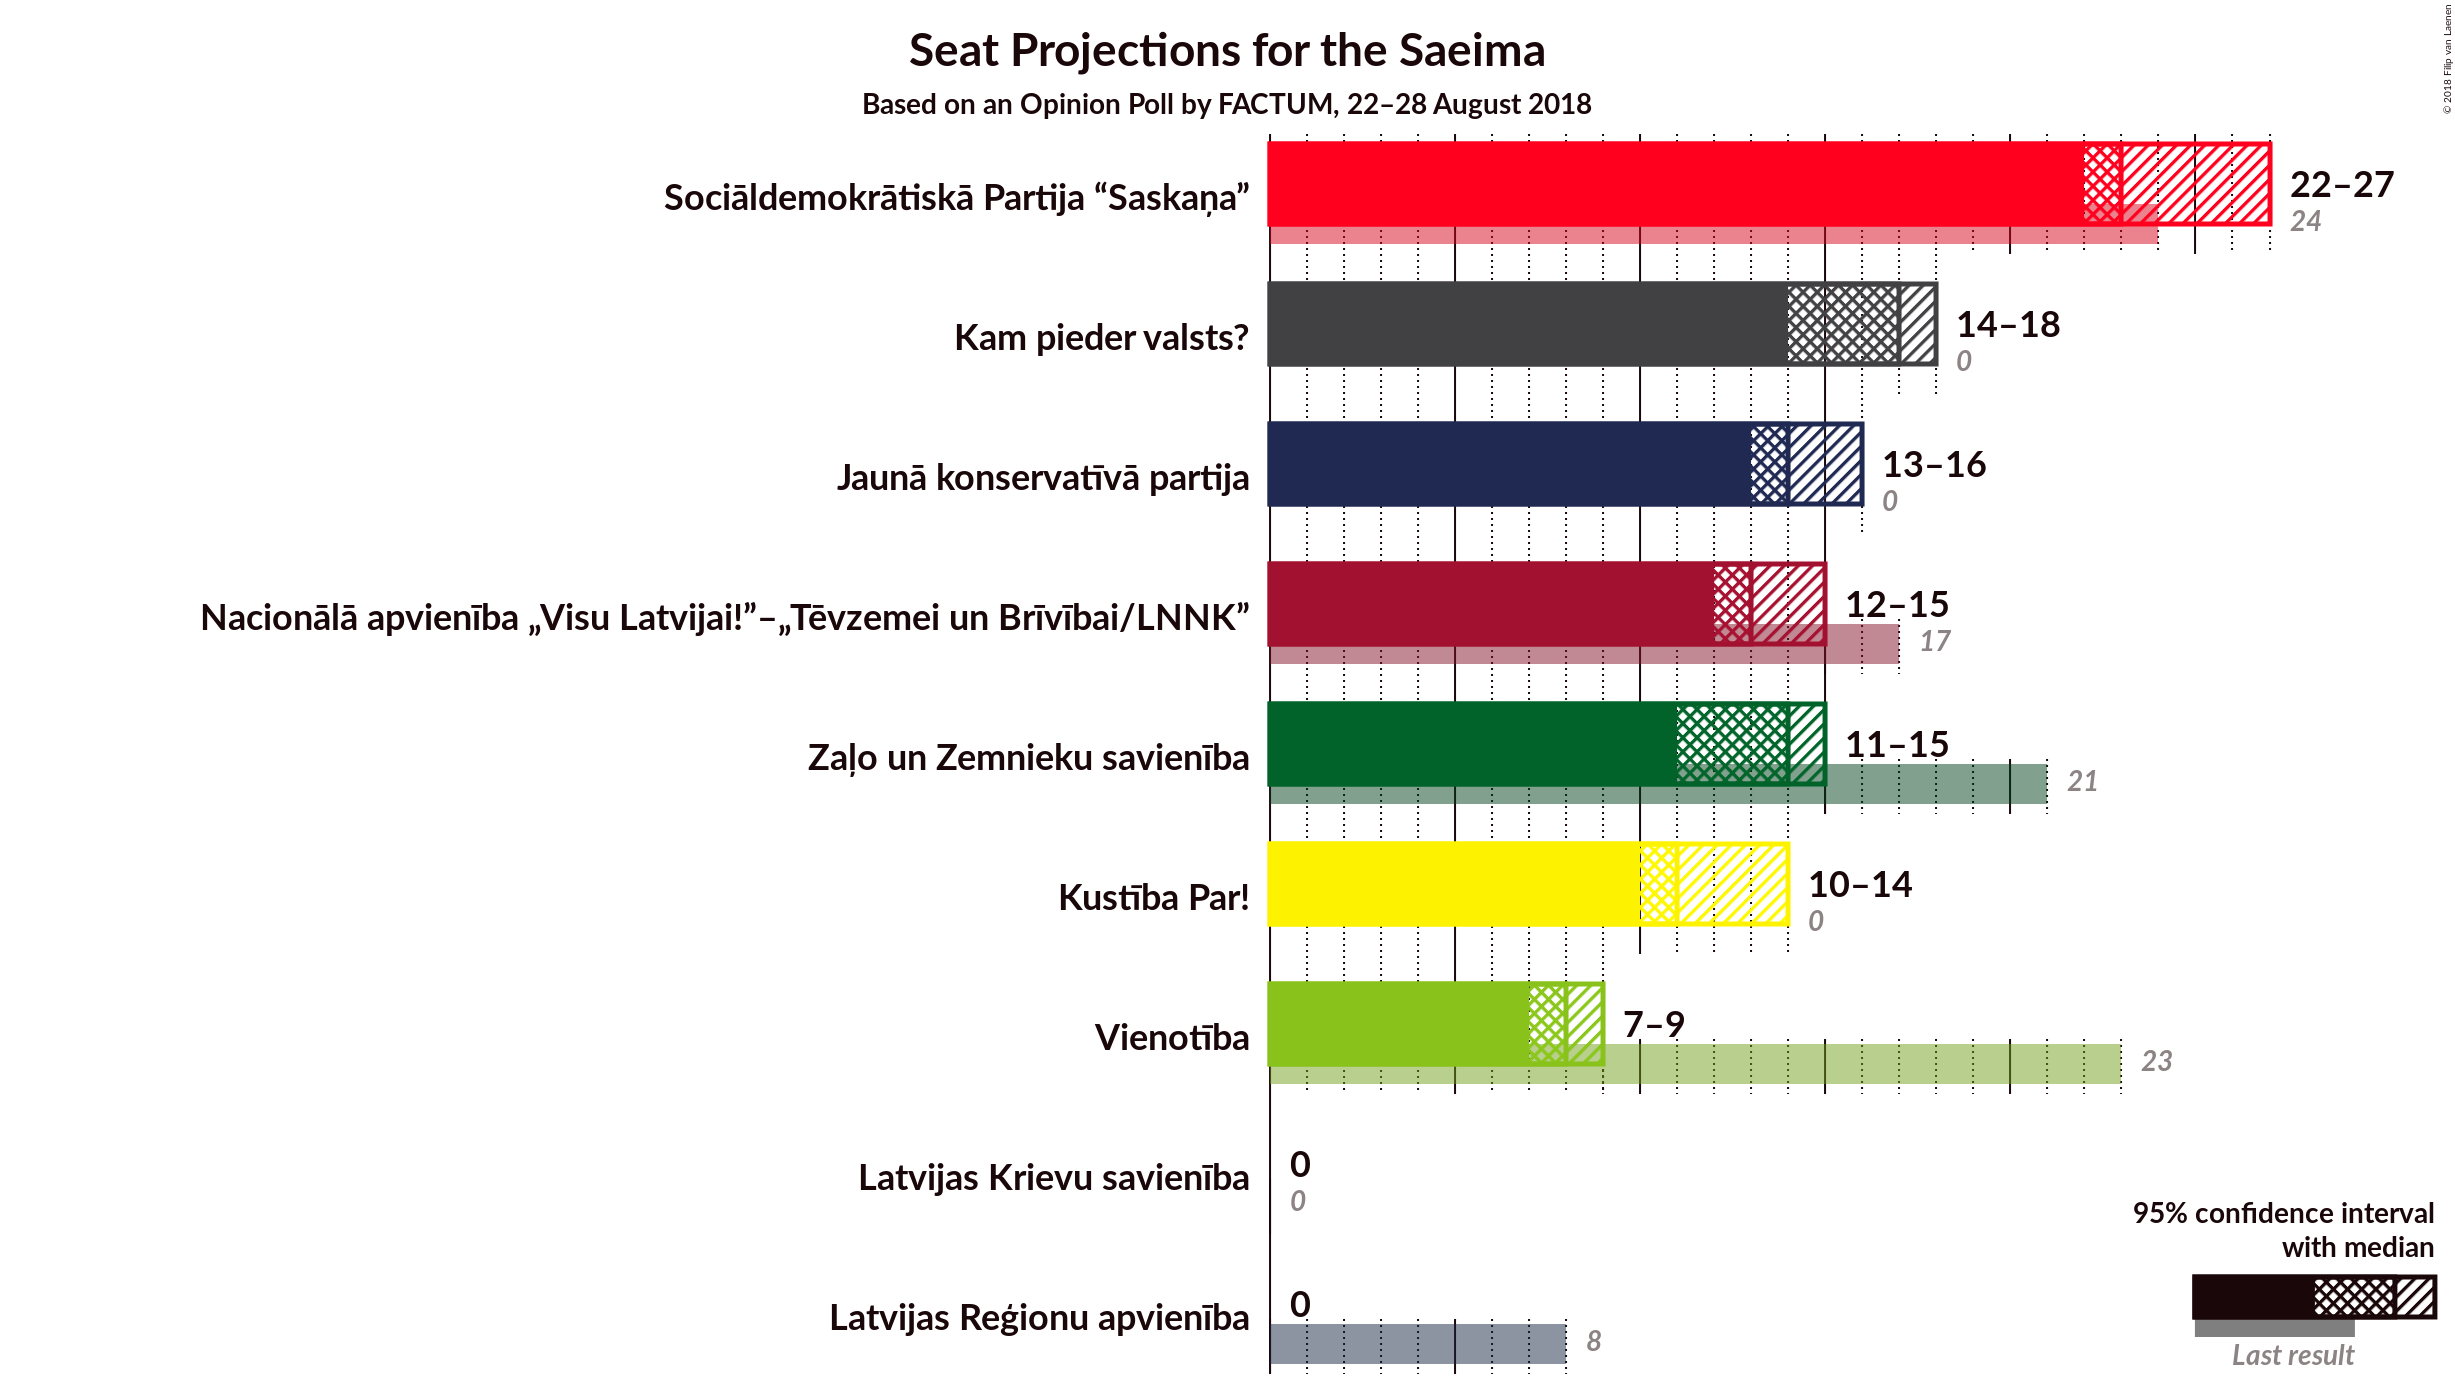 Seat Projections for the Saeima
Based on an Opinion Poll by FACTUM, 22–28 August 2018
© 2018 Filip van Laenen
Sociāldemokrātiskā Partija “Saskaņa”
22–27
24
Kam pieder valsts?
14–18
0
Jaunā konservatīvā partija
13–16
0
Nacionālā apvienība „Visu Latvijai!”–„Tēvzemei un Brīvībai/LNNK”
12–15
17
Zaļo un Zemnieku savienība
11–15
21
Kustība Par!
10–14
0
Vienotība
7–9
23
Latvijas Krievu savienība
0
0
Latvijas Reģionu apvienība
0
8
95% confidence interval
with median
Last result